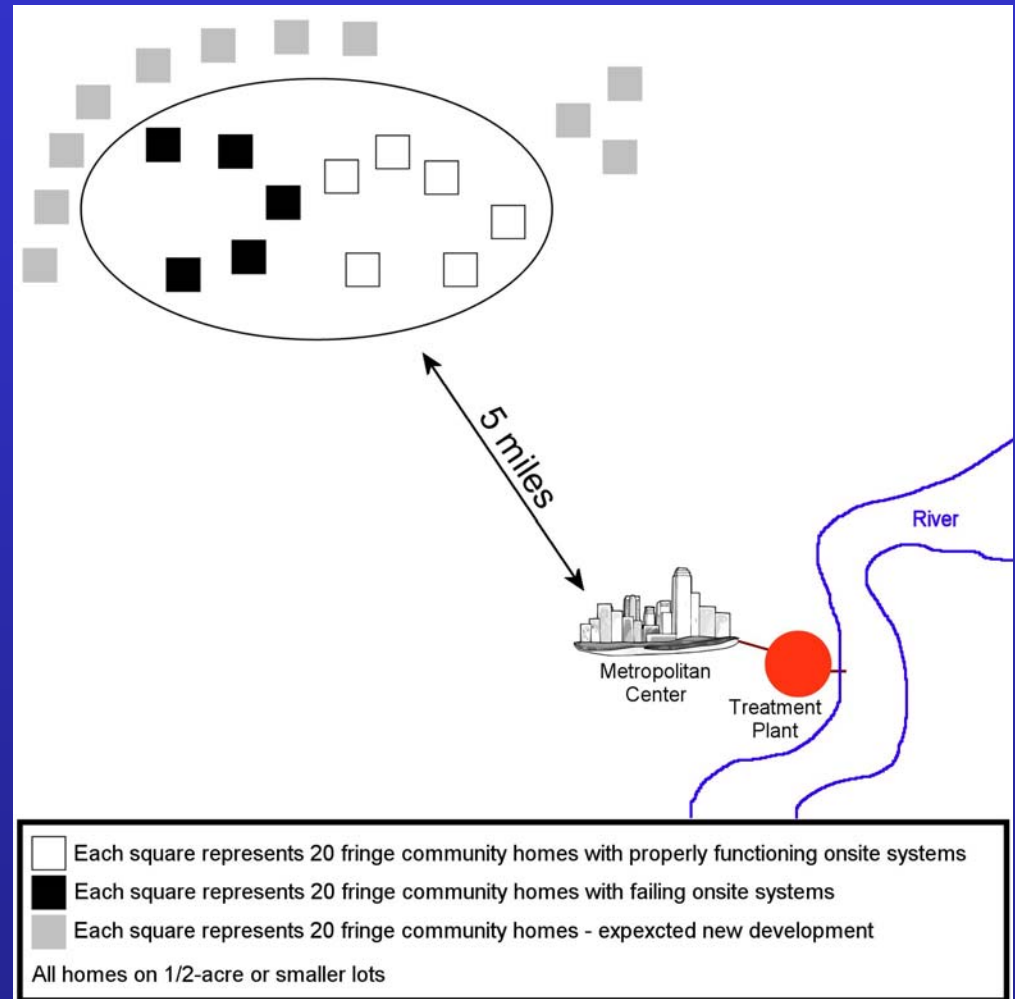 5 miles
River
Metropolitan
Center
Treatment
Plant
Each square represents 20 fringe community homes with properly functioning onsite systems
Each square represents 20 fringe community homes with failing onsite systems
Each square represents 20 fringe community homes - expexcted new development
All homes on 1/2-acre or smaller lots